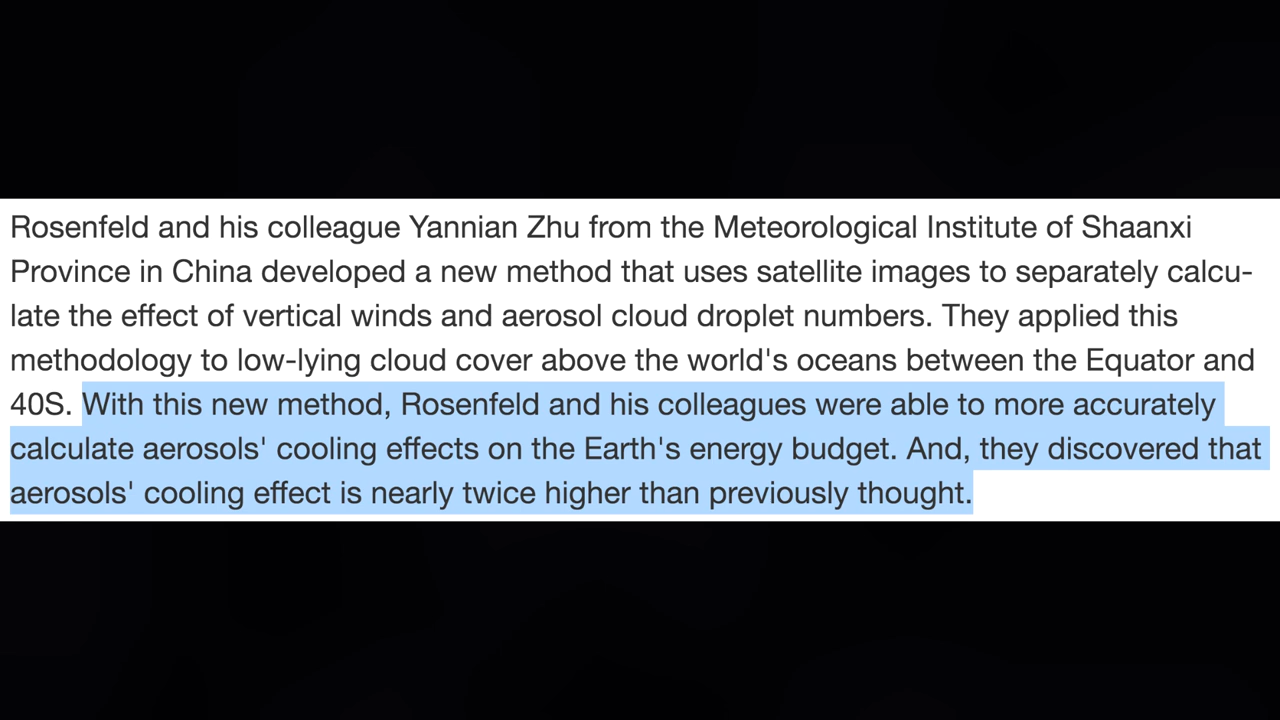 Rosenfeld and his colleague Yannian Zhu from the Meteorological Institute of Shaanxi
Province in China developed a new method that uses satellite images to separately calcu-
late the effect of vertical winds and aerosol cloud droplet numbers. They applied this
methodology to low-lying cloud cover above the world's oceans between the Equator and
40S. With this new method, Rosenfeld and his colleagues were able to more accurately
calculate aerosols' cooling effects on the Earth's energy budget. And, they discovered that
aerosols' cooling effect is nearly twice higher than previously thought.